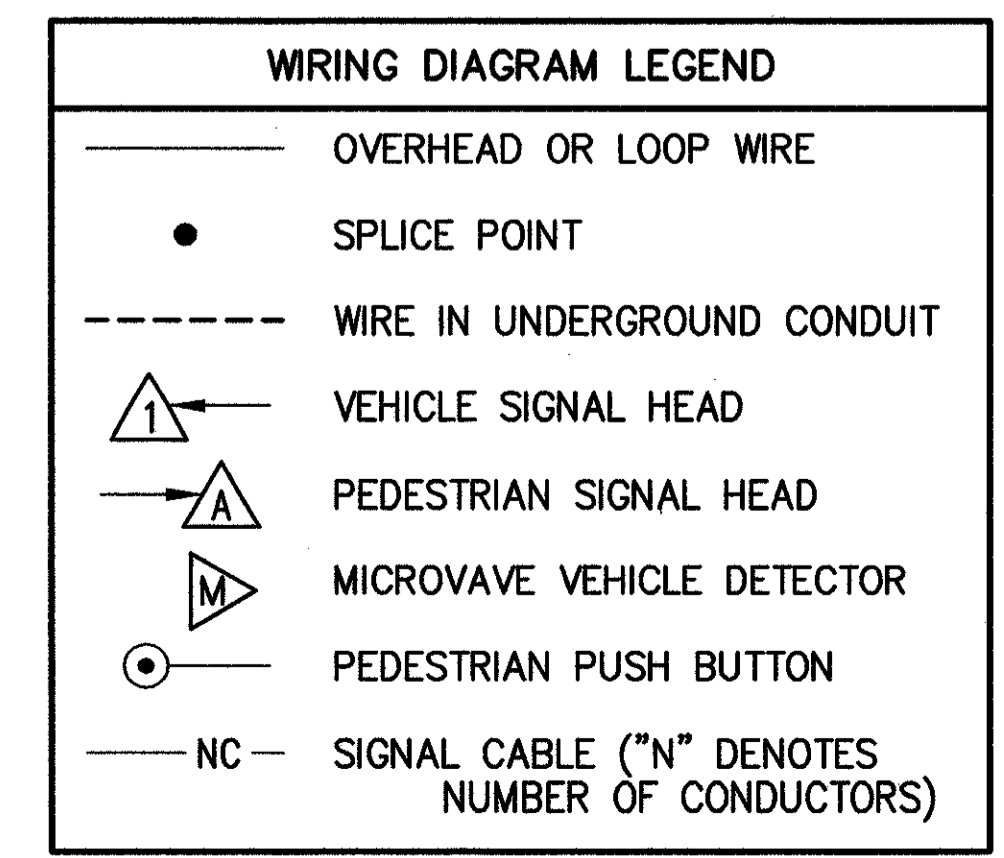 WIRING DIAGRAM LEGEND
OVERHEAD OR LOOP WIRE
SPLICE POINT
WIRE IN UNDERGROUND CONDUIT
1 VEHICLE SIGNAL HEAD
A PEDESTRIAN SIGNAL HEAD
M MICROVAVE VEHICLE DETECTOR
PEDESTRIAN PUSH BUTTON
NC SIGNAL CABLE ("N" DENOTES
NUMBER OF CONDUCTORS)